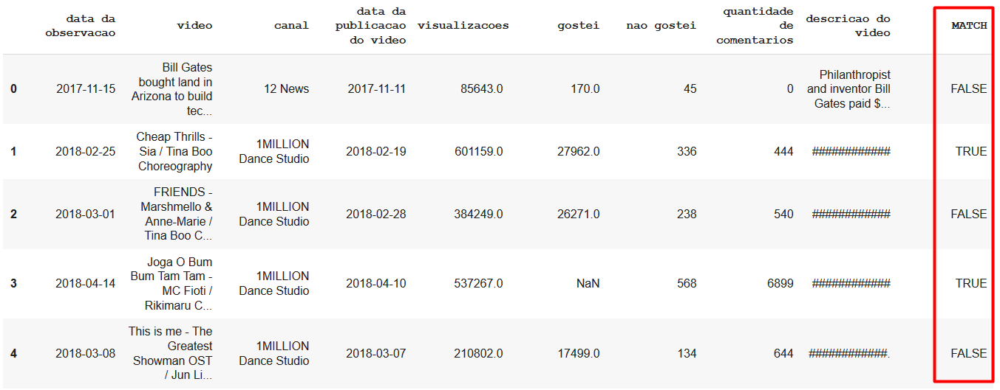 data da observacao video canal data da publicacao do video visualizacoes gostei nao gostei quantidade de comentarios descricao do video MATCH
0 2017-11-15 Bill Gates bought land in Arizona to build tec... 12 News 2017-11-11 85643.0 170.0 45 0 Philanthropist and inventor Bill Gates paid $... FALSE
1 2018-02-25 Cheap Thrills - Sia / Tina Boo Choreography 1MILLION Dance Studio 2018-02-19 601159.0 27962.0 336 444 ############ TRUE
2 2018-03-01 FRIENDS - Marshmello & Anne-Marie / Tina Boo C... 1MILLION Dance Studio 2018-02-28 384249.0 26271.0 238 540 ############ FALSE
3 2018-04-14 Joga O Bum Bum Tam Tam - MC Fioti / Rikimaru C... 1MILLION Dance Studio 2018-04-10 537267.0 NaN 568 6899 ############ TRUE
4 2018-03-08 This is me - The Greatest Showman OST / Jun Li... 1MILLION Dance Studio 2018-03-07 210802.0 17499.0 134 644 ############. FALSE